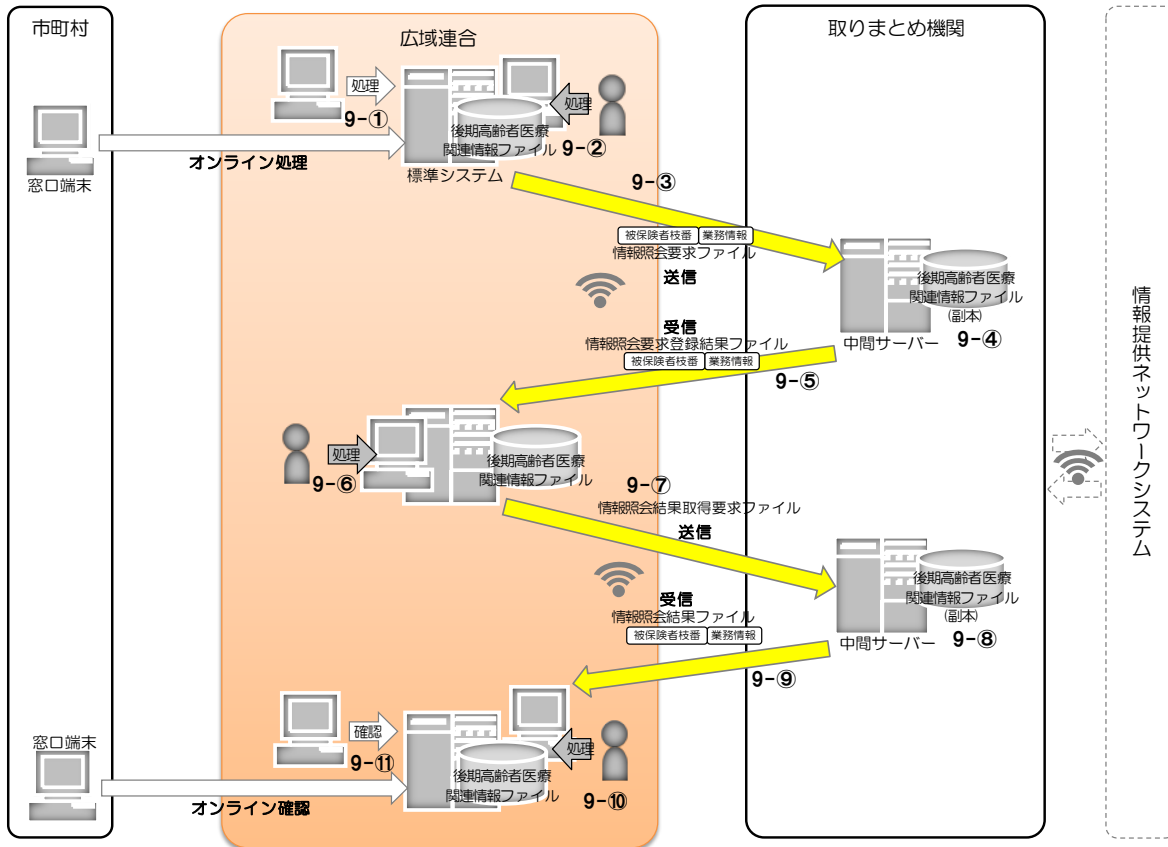 市町村
広域連合
取りまとめ機関
処理
9-①
処理
後期高齢者医療
関連情報ファイル
9-②
オンライン処理
標準システム
窓口端末
9-③
被保険者枝番
業務情報
情報照会要求ファイル
送信
後期高齢者医療
関連情報ファイル
(副本)
中間サーバー
9-④
受信
情報照会要求登録結果ファイル
被保険者枝番
業務情報
9-⑤
情報提供ネットワークシステム
処理
9-⑥
後期高齢者医療
関連情報ファイル
9-⑦
情報照会結果取得要求ファイル
送信
後期高齢者医療
関連情報ファイル
(副本)
中間サーバー
9-⑧
受信
情報照会結果ファイル
被保険者枝番
業務情報
9-⑨
窓口端末
確認
9-⑪
処理
後期高齢者医療
関連情報ファイル
9-⑩
オンライン確認